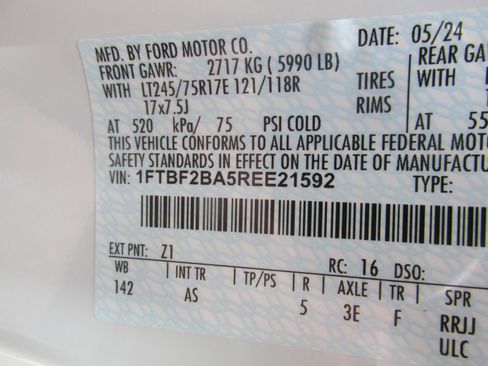 MFD. BY FORD MOTOR CO.
DATE: 05/24
FRONT GAWR: 2717 KG ( 5990 LB)
REAR GAW
WITH LT245/75R17E 121/118R TIRES WITH
17x7.5J RIMS
AT 520 kPa/ 75 PSI COLD AT 55
THIS VEHICLE CONFORMS TO ALL APPLICABLE FEDERAL MOTO
SAFETY STANDARDS IN EFFECT ON THE DATE OF MANUFACTU
VIN: 1FTBF2BA5REE21592 TYPE:
EXT PNT: Z1 RC: 16 DSO:
WB INT TR TP/PS R AXLE TR SPR
142 AS 5 3E F RRJJ
ULC